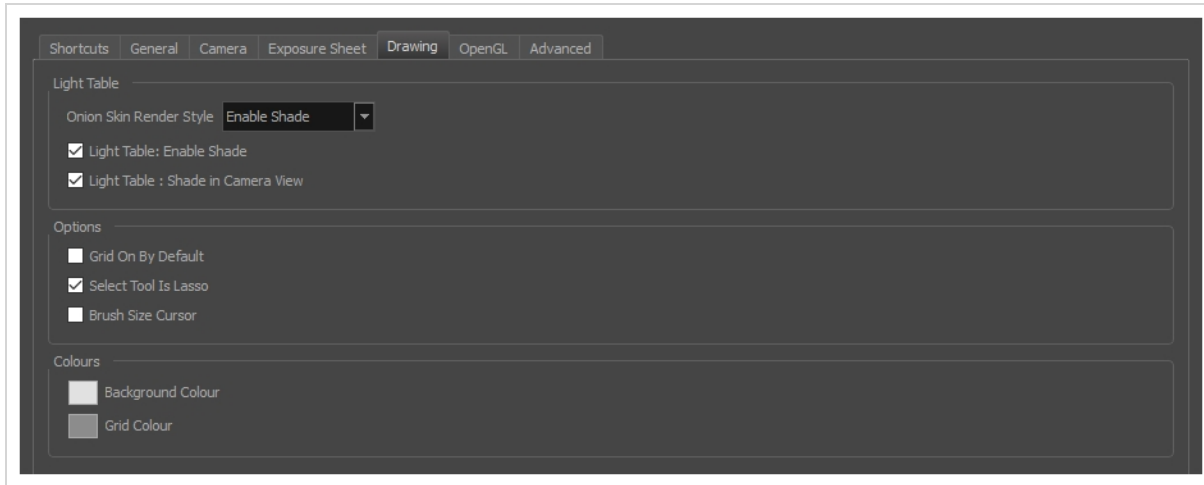 Shortcuts General Camera Exposure Sheet Drawing OpenGL Advanced
Light Table
Onion Skin Render Style Enable Shade
Light Table: Enable Shade
Light Table : Shade in Camera View
Options
Grid On By Default
Select Tool Is Lasso
Brush Size Cursor
Colours
Background Colour
Grid Colour